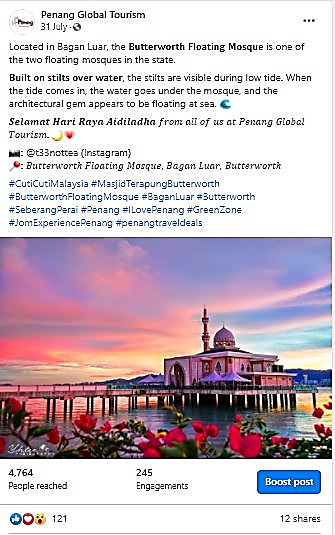 Penang Global Tourism
31 July ·
Located in Bagan Luar, the Butterworth Floating Mosque is one of
the two floating mosques in the state.
Built on stilts over water, the stilts are visible during low tide. When
the tide comes in, the water goes under the mosque, and the
architectural gem appears to be floating at sea. 🌊
Selamat Hari Raya Aidiladha from all of us at Penang Global
Tourism. 🌙❤️
📷: @t33nottea (Instagram)
📍: Butterworth Floating Mosque, Bagan Luar, Butterworth
#CutiCutiMalaysia #MasjidTerapungButterworth
#ButterworthFloatingMosque #BaganLuar #Butterworth
#SeberangPerai #Penang #ILovePenang #GreenZone
#JomExperiencePenang #penangtraveldeals
4,764
People reached
245
Engagements
Boost post
121
12 shares